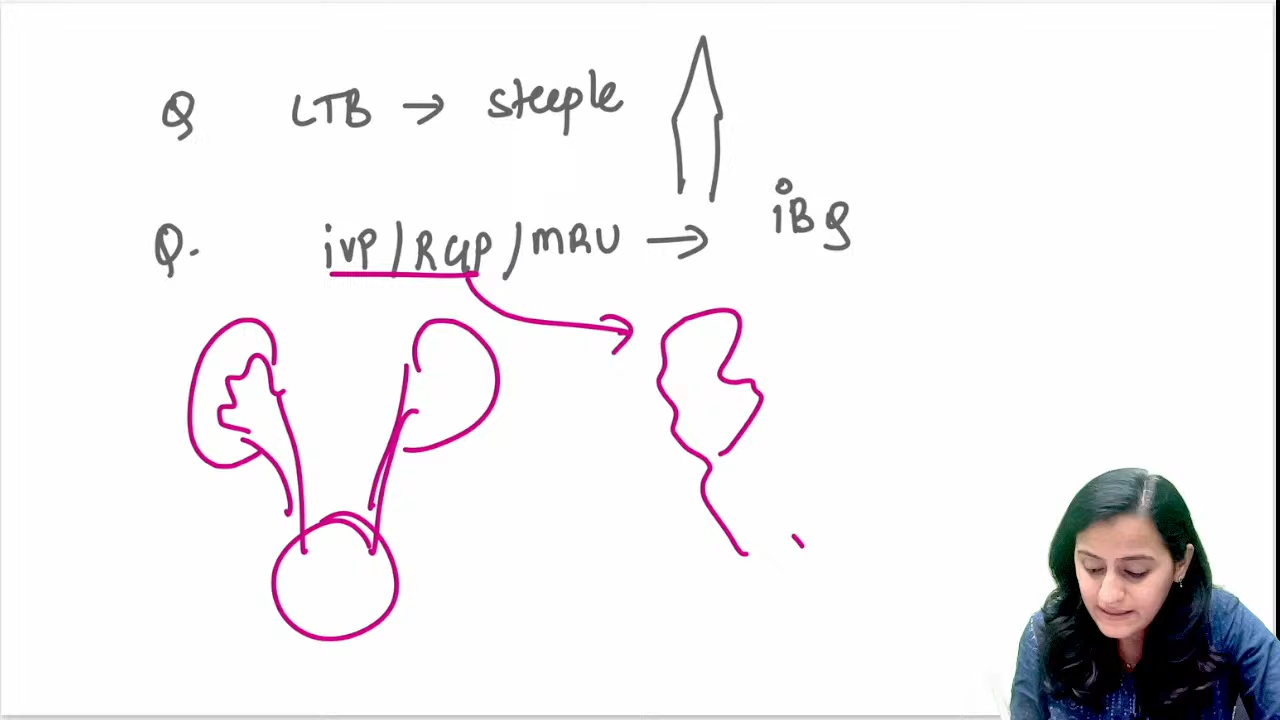 Q LTB → steeple
Q. iVP / RGP / MRU → iBQ